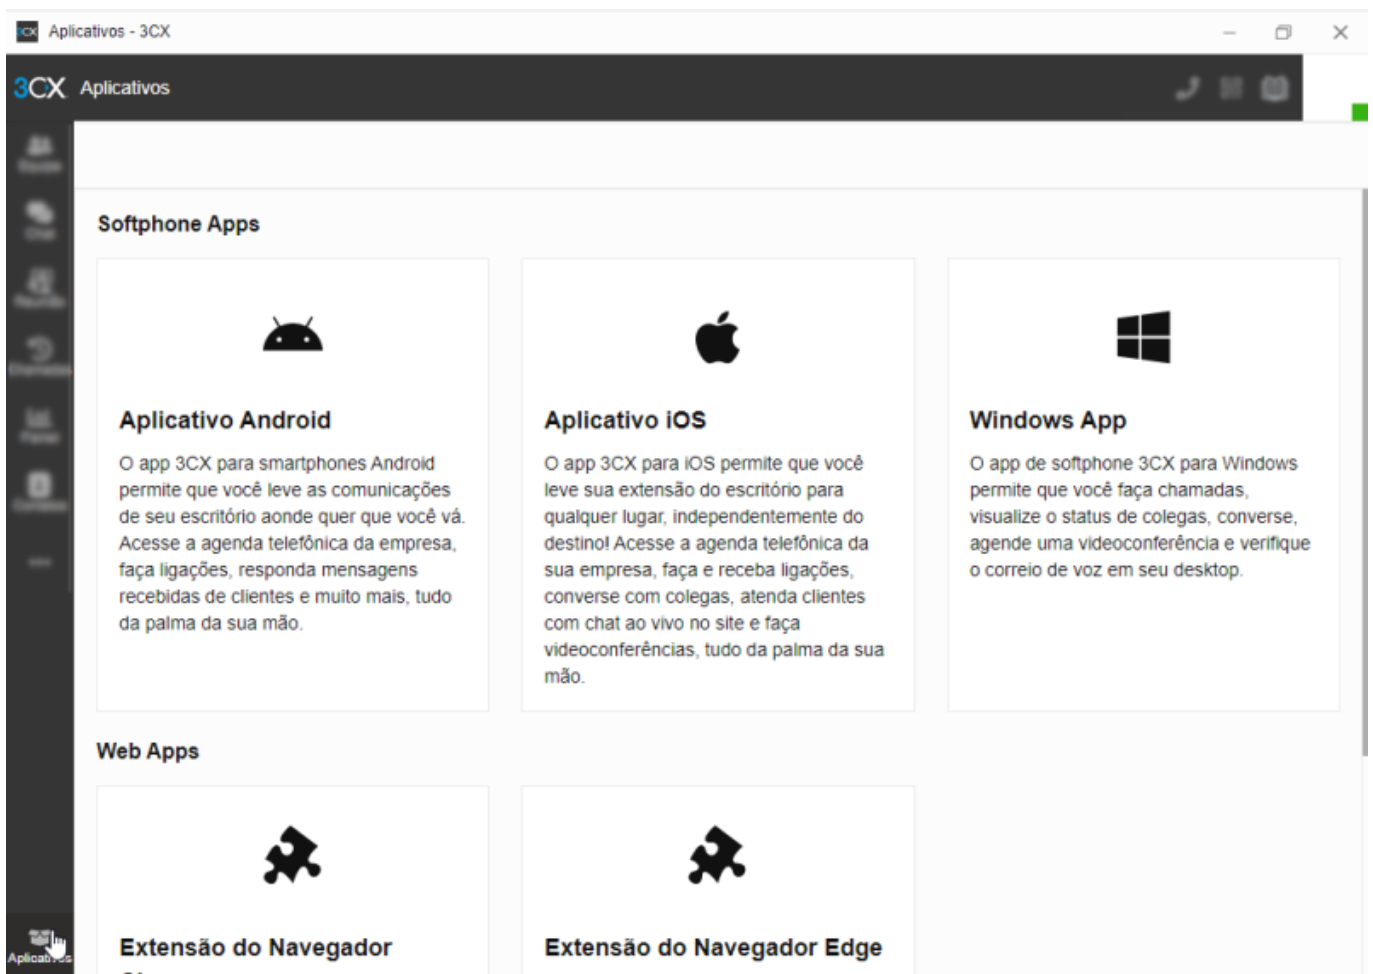 Aplicativos - 3CX
3CX Aplicativos
Softphone Apps
Aplicativo Android
O app 3CX para smartphones Android
permite que você leve as comunicações
de seu escritório aonde quer que você vá.
Acesse a agenda telefônica da empresa,
faça ligações, responda mensagens
recebidas de clientes e muito mais, tudo
da palma da sua mão.
Aplicativo iOS
O app 3CX para iOS permite que você
leve sua extensão do escritório para
qualquer lugar, independentemente do
destino! Acesse a agenda telefônica da
sua empresa, faça e receba ligações,
converse com colegas, atenda clientes
com chat ao vivo no site e faça
videoconferências, tudo da palma da sua
mão.
Windows App
O app de softphone 3CX para Windows
permite que você faça chamadas,
visualize o status de colegas, converse,
agende uma videoconferência e verifique
o correio de voz em seu desktop.
Web Apps
Extensão do Navegador
Extensão do Navegador Edge
Aplicativos